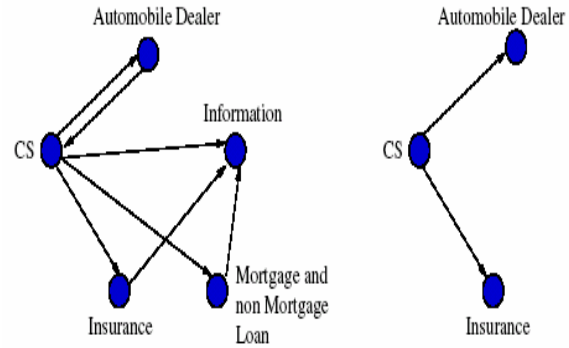 Automobile Dealer
Information
CS
Mortgage and
non Mortgage
Loan
Insurance
Automobile Dealer
CS
Insurance